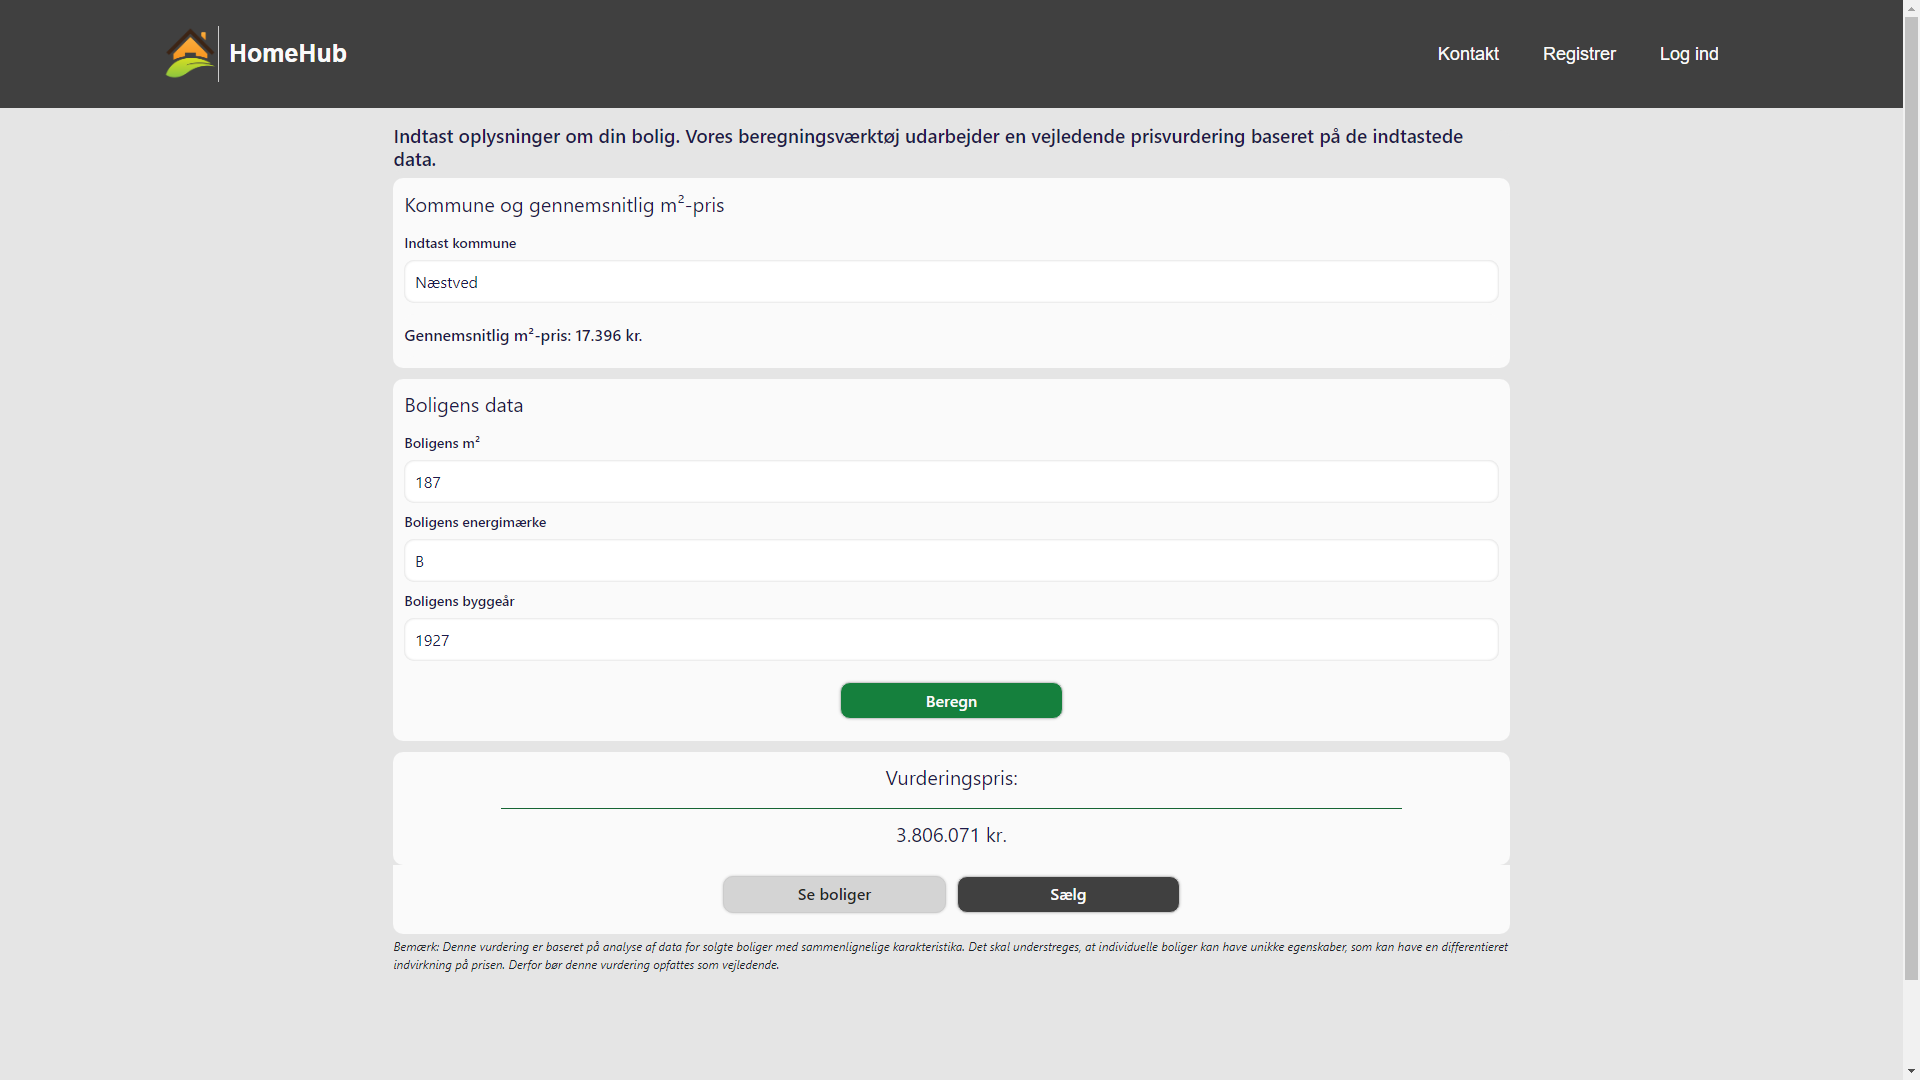 HomeHub
Kontakt Registrer Log ind
Indtast oplysninger om din bolig. Vores beregningsværktøj udarbejder en vejledende prisvurdering baseret på de indtastede
data.
Kommune og gennemsnitlig m²-pris
Indtast kommune
Næstved
Gennemsnitlig m²-pris: 17.396 kr.
Boligens data
Boligens m²
187
Boligens energimærke
B
Boligens byggeår
1927
Beregn
Vurderingspris:
3.806.071 kr.
Se boliger Sælg
Bemærk: Denne vurdering er baseret på analyse af data for solgte boliger med sammenlignelige karakteristika. Det skal understreges, at individuelle boliger kan have unikke egenskaber, som kan have en differentieret
indvirkning på prisen. Derfor bør denne vurdering opfattes som vejledende.